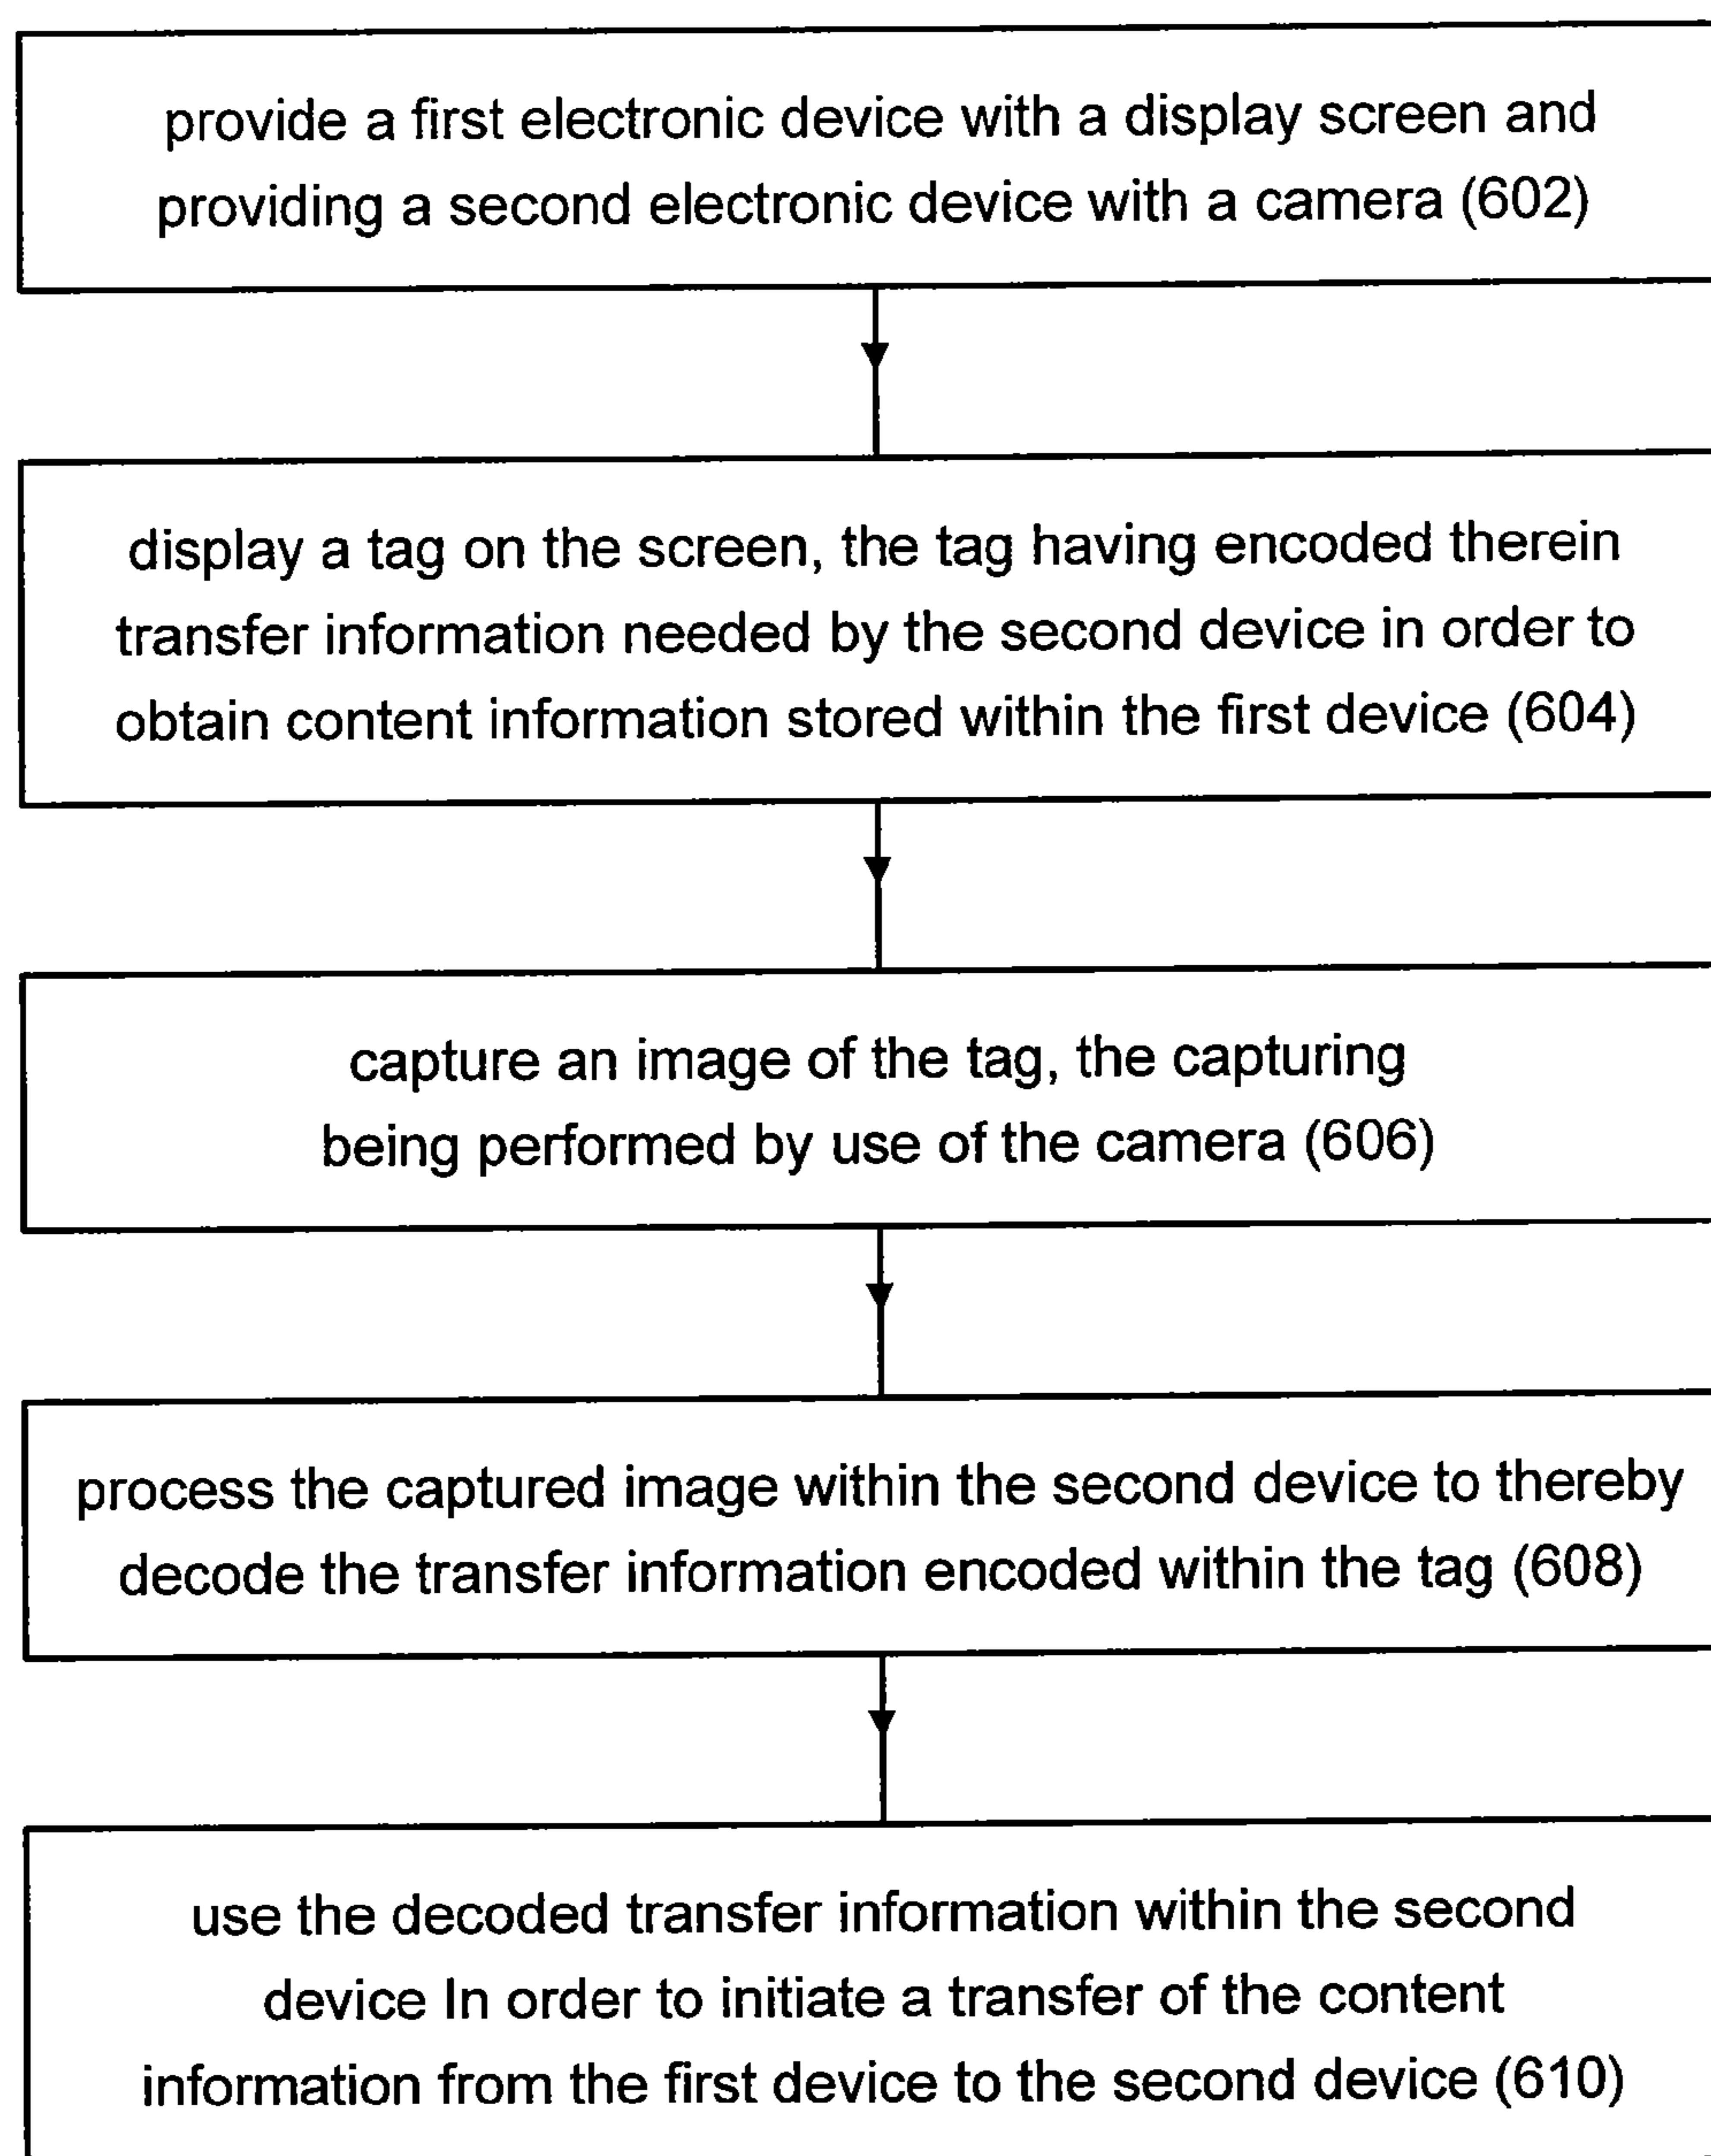 provide a first electronic device with a display screen and
providing a second electronic device with a camera (602)
display a tag on the screen, the tag having encoded therein
transfer information needed by the second device in order to
obtain content information stored within the first device (604)
capture an image of the tag, the capturing
being performed by use of the camera (606)
process the captured image within the second device to thereby
decode the transfer information encoded within the tag (608)
use the decoded transfer information within the second
device In order to initiate a transfer of the content
information from the first device to the second device (610)